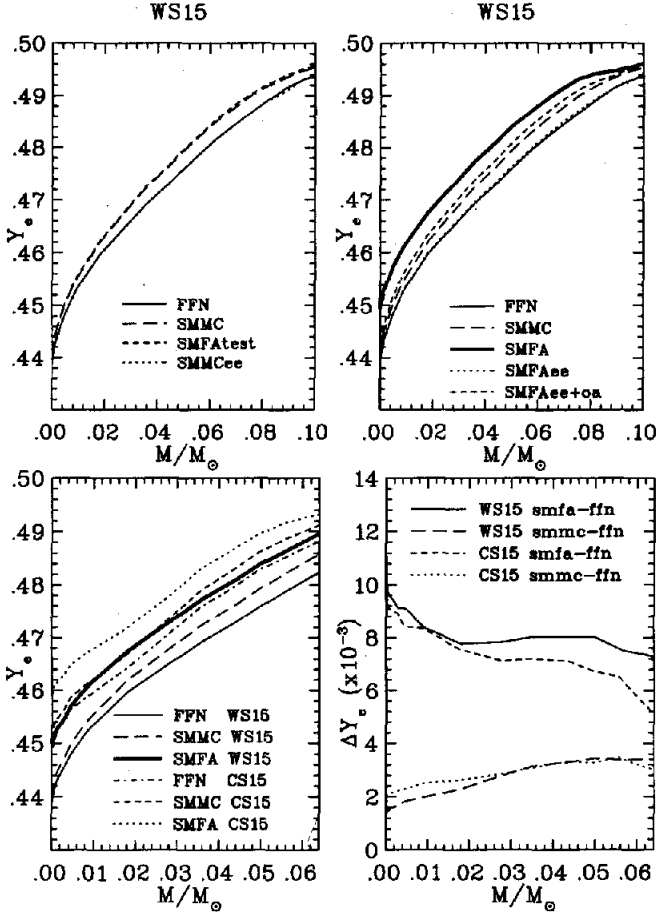 WS15
.50
.49
.48
.47
.46
.45
.44
Y_e
FFN
SMMC
SMFAtest
SMMCee
.00 .02 .04 .06 .08 .10
M/M_⊙
WS15
.50
.49
.48
.47
.46
.45
.44
Y_e
FFN
SMMC
SMFA
SMFAee
SMFAee+oa
.00 .02 .04 .06 .08 .10
M/M_⊙
.50
.49
.48
.47
.46
.45
.44
Y_e
FFN WS15
SMMC WS15
SMFA WS15
FFN CS15
SMMC CS15
SMFA CS15
.00 .01 .02 .03 .04 .05 .06
M/M_⊙
14
12
10
8
6
4
2
0
ΔY_e (x10⁻³)
WS15 smfa-ffn
WS15 smmc-ffn
CS15 smfa-ffn
CS15 smmc-ffn
.00 .01 .02 .03 .04 .05 .06
M/M_⊙